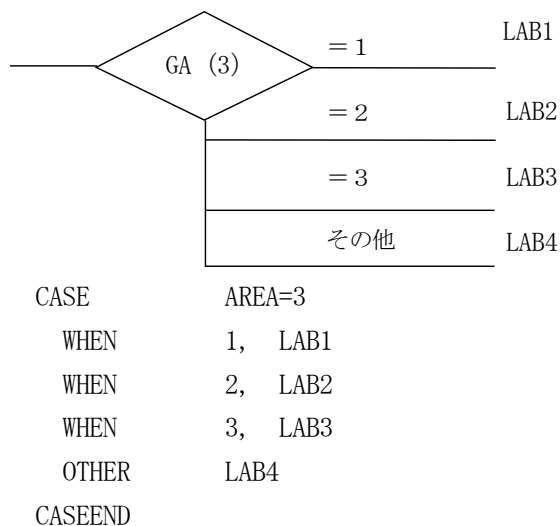 = 1 LAB1
GA (3)
= 2 LAB2
= 3 LAB3
その他 LAB4
CASE AREA=3
WHEN 1, LAB1
WHEN 2, LAB2
WHEN 3, LAB3
OTHER LAB4
CASEEND